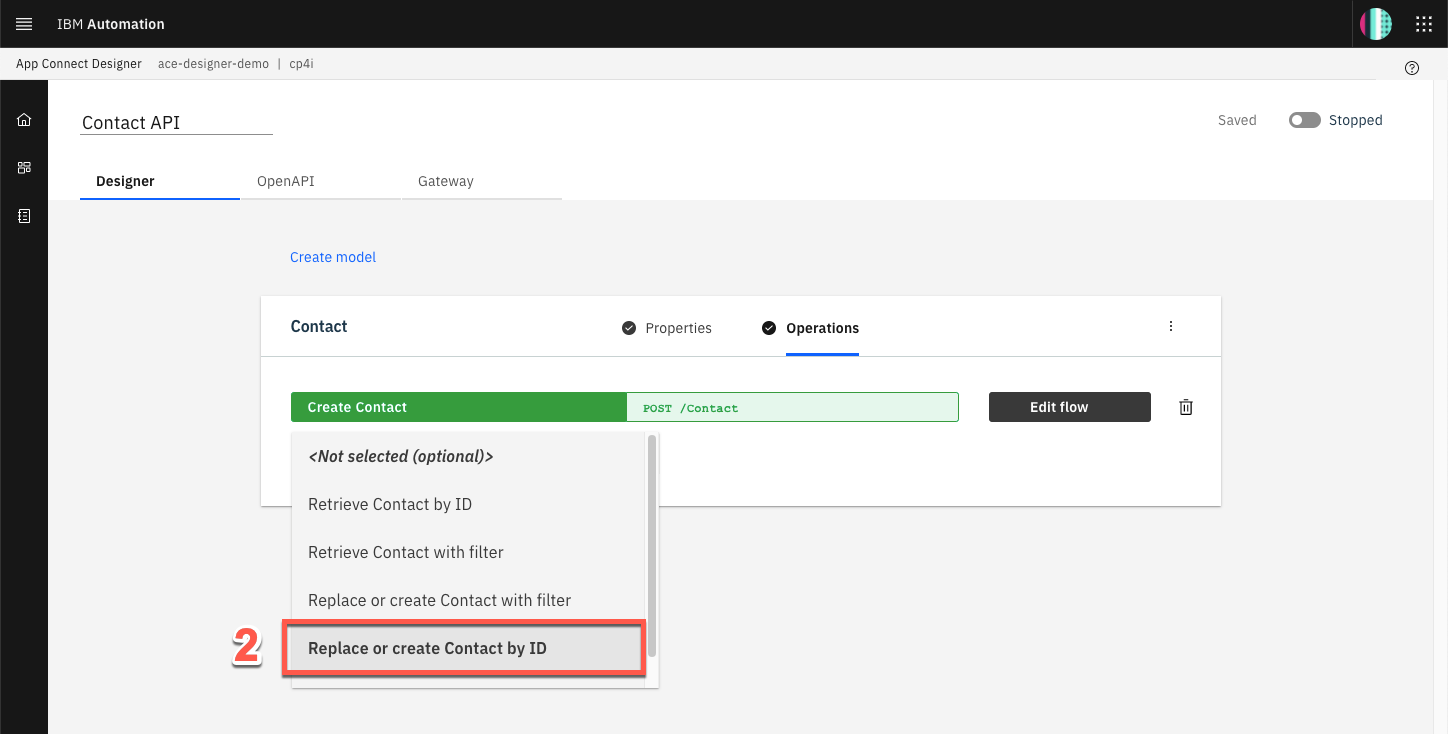 IBM Automation
App Connect Designer ace-designer-demo | cp4i
Contact API
Saved Stopped
Designer OpenAPI Gateway
Create model
Contact Properties Operations
Create Contact POST /Contact Edit flow
<Not selected (optional)>
Retrieve Contact by ID
Retrieve Contact with filter
Replace or create Contact with filter
2 Replace or create Contact by ID